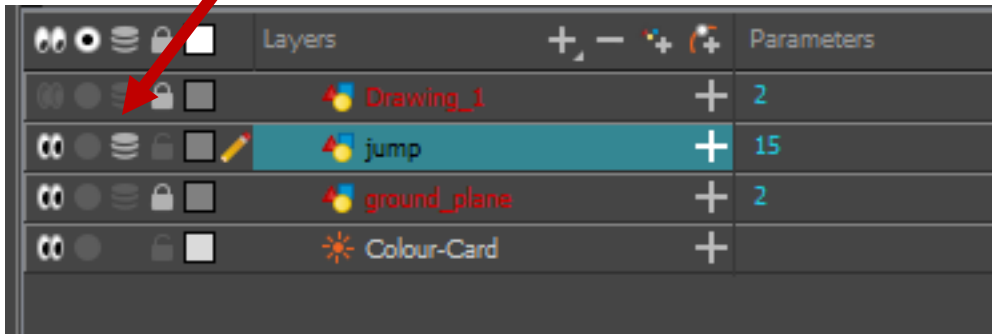 Layers Parameters
Drawing_1 2
jump 15
ground_plane 2
Colour-Card